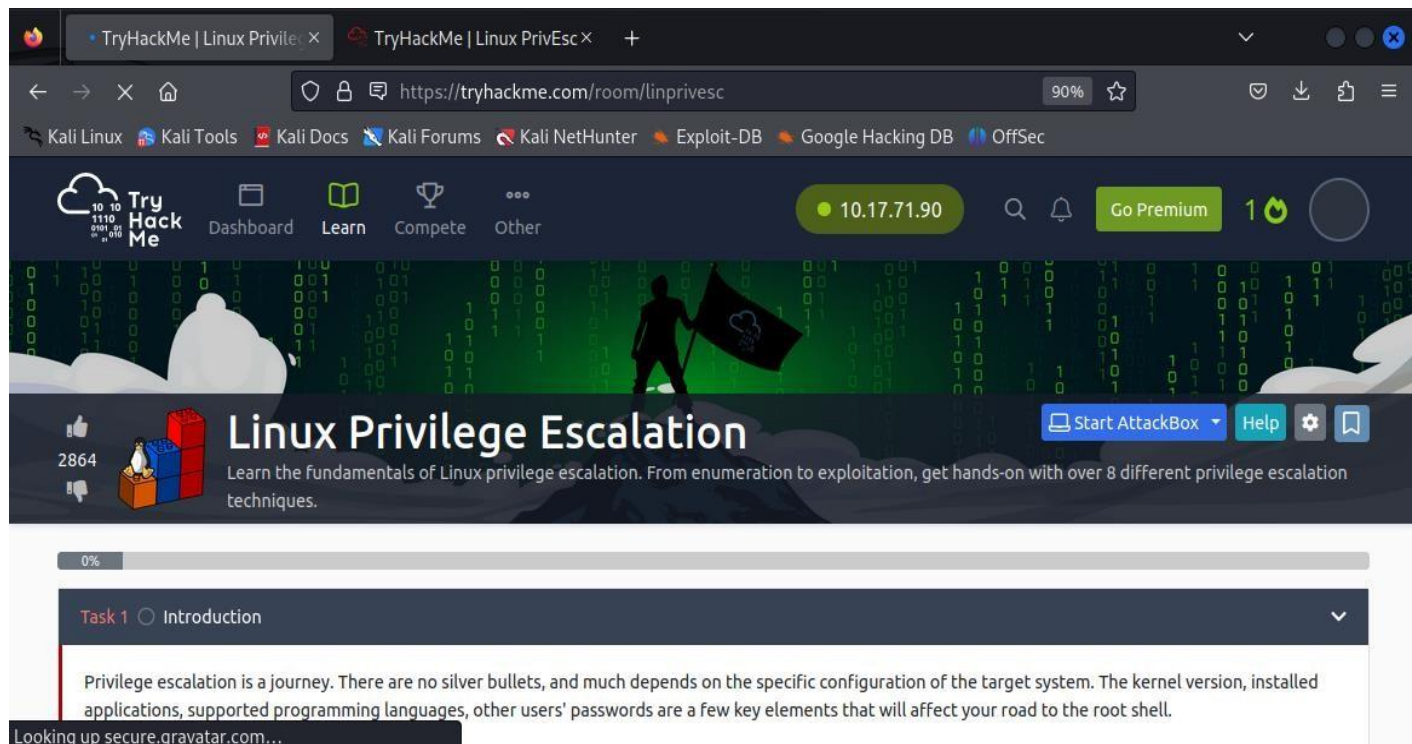 TryHackMe | Linux Privileg
TryHackMe | Linux PrivEsc
https://tryhackme.com/room/linprivesc
90%
Kali Linux
Kali Tools
Kali Docs
Kali Forums
Kali NetHunter
Exploit-DB
Google Hacking DB
OffSec
Try
Hack
Me
Dashboard
Learn
Compete
Other
10.17.71.90
Go Premium
1
2864
Linux Privilege Escalation
Learn the fundamentals of Linux privilege escalation. From enumeration to exploitation, get hands-on with over 8 different privilege escalation
techniques.
Start AttackBox
Help
0%
Task 1 Introduction
Privilege escalation is a journey. There are no silver bullets, and much depends on the specific configuration of the target system. The kernel version, installed
applications, supported programming languages, other users' passwords are a few key elements that will affect your road to the root shell.
Looking up secure.gravatar.com…